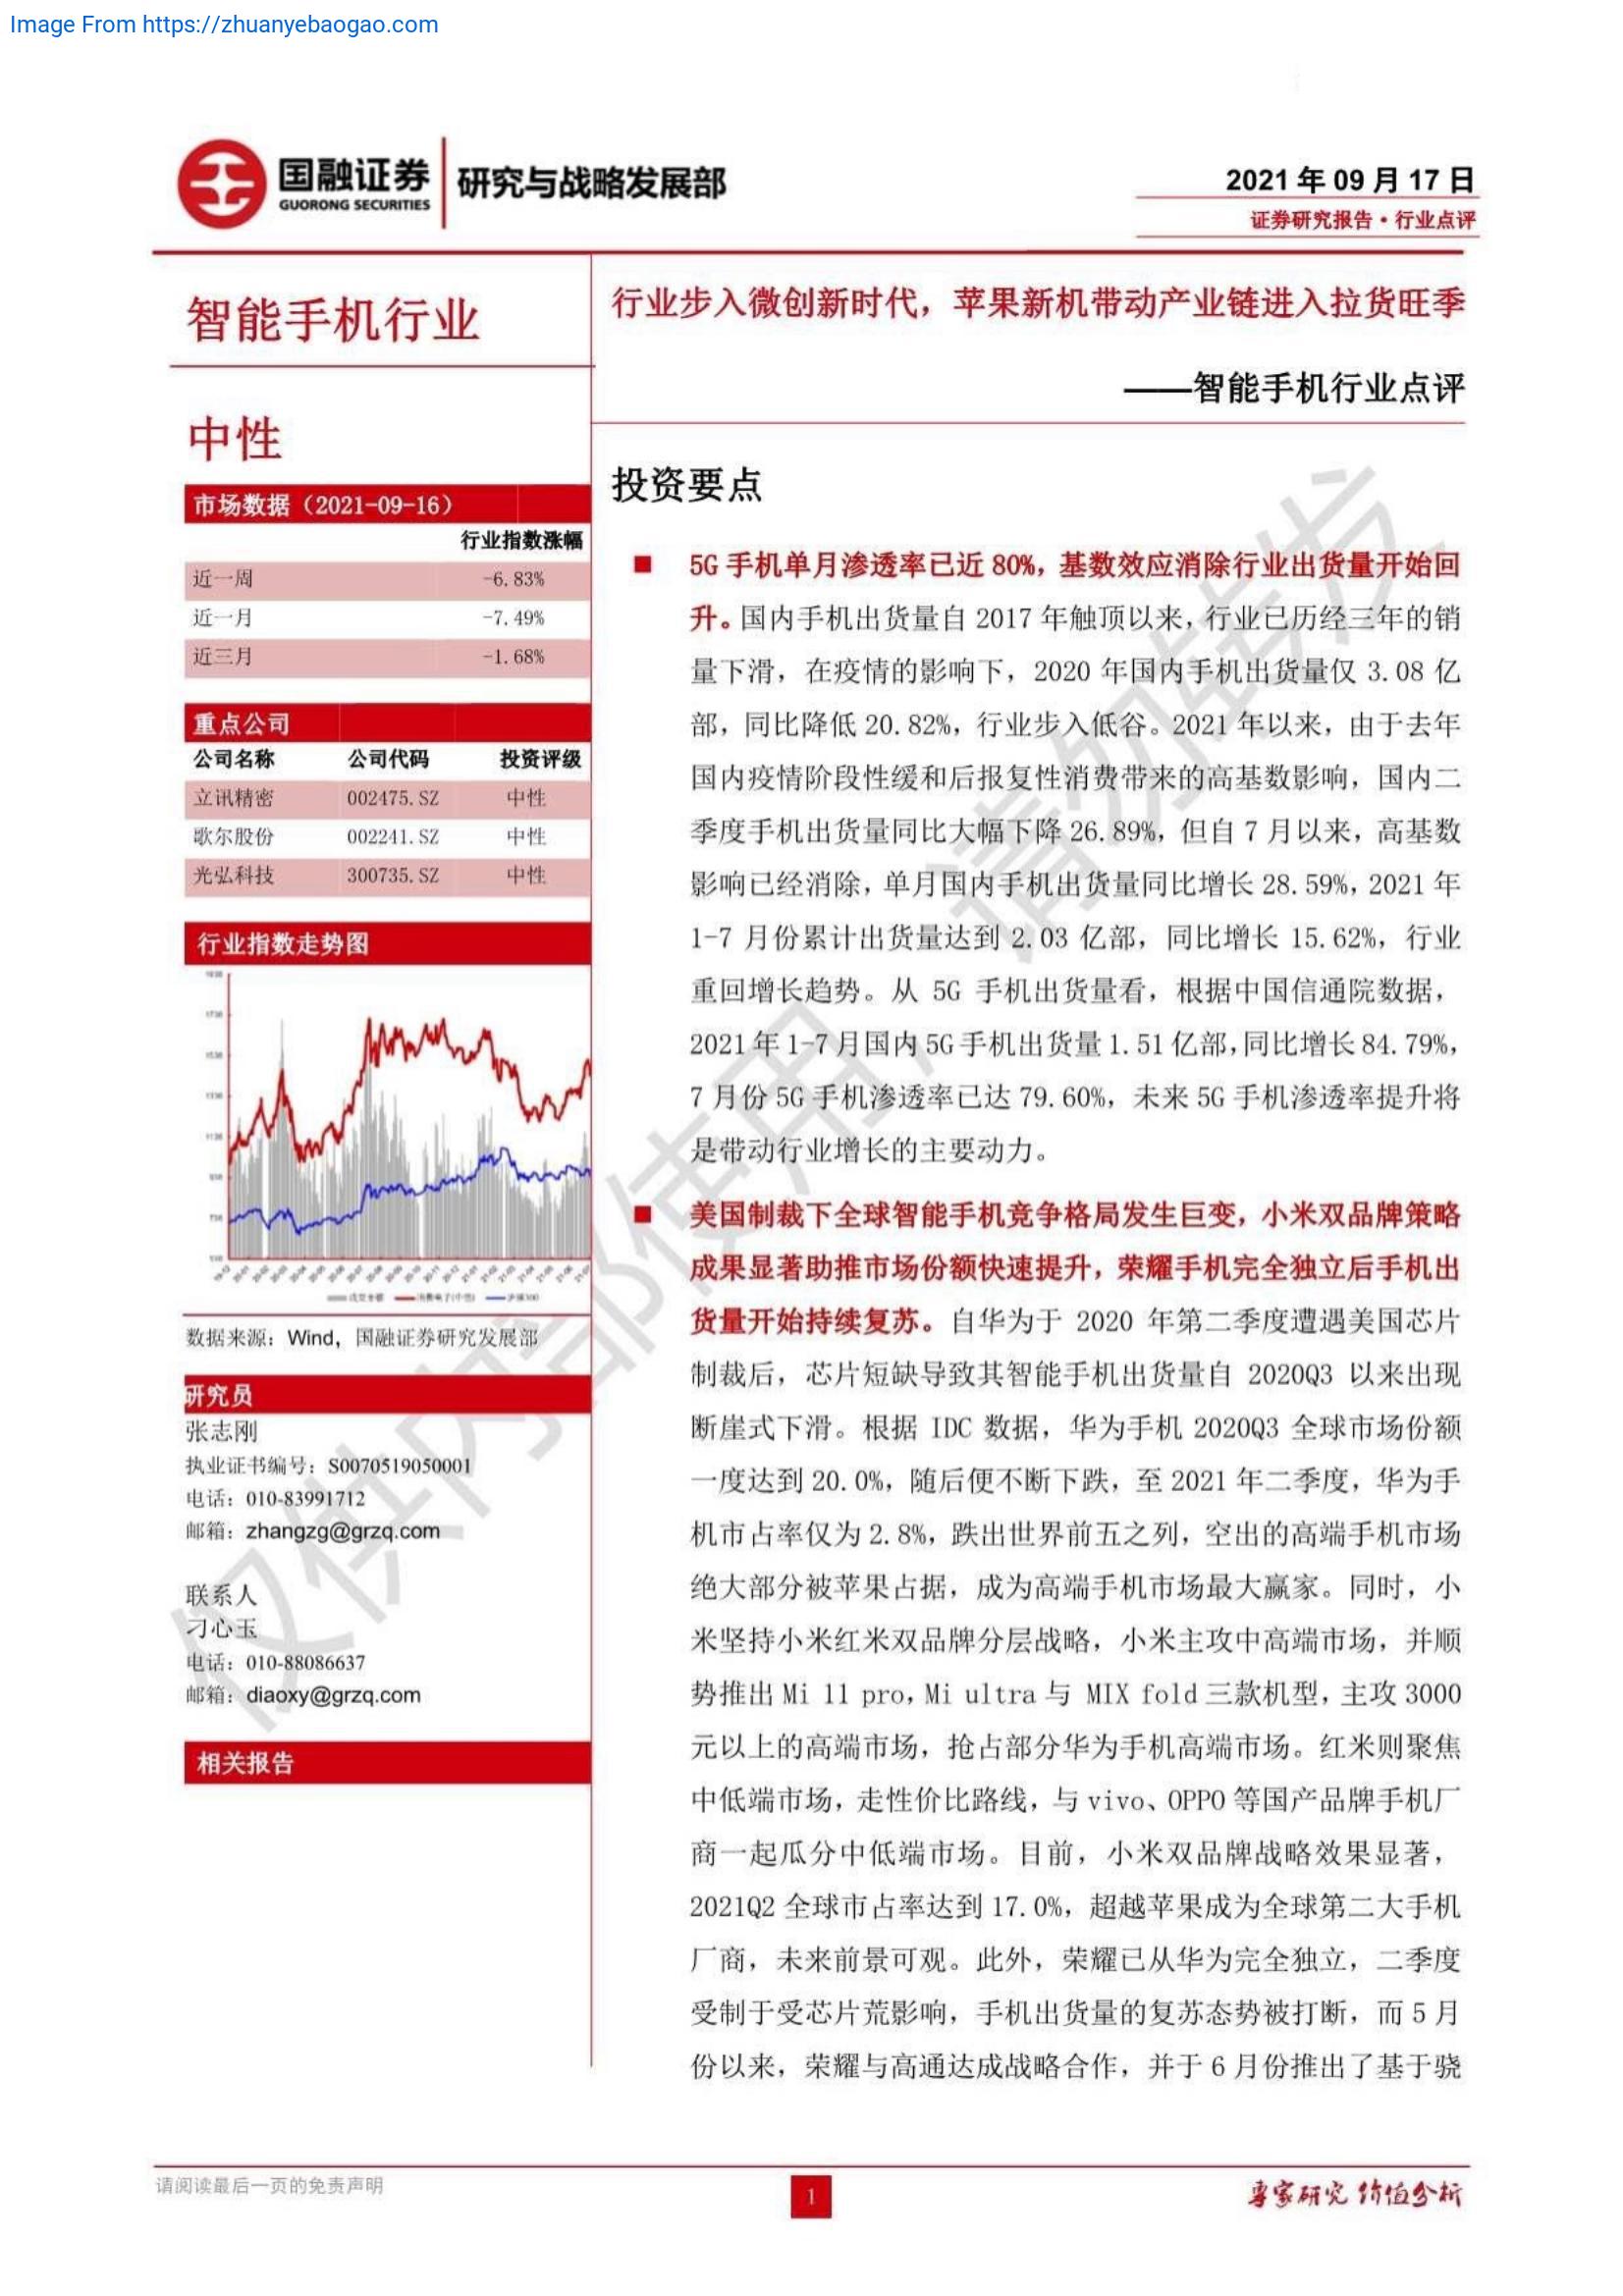 Image From https://zhuanyebaogao.com
国融证券
GUORONG SECURITIES
研究与战略发展部
2021 年 09 月 17 日
证券研究报告·行业点评
智能手机行业
中性
市场数据（2021-09-16）
行业指数涨幅
近一周 -6.83%
近一月 -7.49%
近三月 -1.68%
重点公司
公司名称 公司代码 投资评级
立讯精密 002475.SZ 中性
歌尔股份 002241.SZ 中性
光弘科技 300735.SZ 中性
行业指数走势图
数据来源：Wind，国融证券研究发展部
研究员
张志刚
执业证书编号：S0070519050001
电话：010-83991712
邮箱：zhangzg@grzq.com
联系人
刁心玉
电话：010-88086637
邮箱：diaoxy@grzq.com
相关报告
行业步入微创新时代，苹果新机带动产业链进入拉货旺季
——智能手机行业点评
投资要点
■ 5G 手机单月渗透率已近 80%，基数效应消除行业出货量开始回
升。国内手机出货量自 2017 年触顶以来，行业已历经三年的销
量下滑，在疫情的影响下，2020 年国内手机出货量仅 3.08 亿
部，同比降低 20.82%，行业步入低谷。2021 年以来，由于去年
国内疫情阶段性缓和后报复性消费带来的高基数影响，国内二
季度手机出货量同比大幅下降 26.89%，但自 7 月以来，高基数
影响已经消除，单月国内手机出货量同比增长 28.59%，2021 年
1-7 月份累计出货量达到 2.03 亿部，同比增长 15.62%，行业
重回增长趋势。从 5G 手机出货量看，根据中国信通院数据，
2021 年 1-7 月国内 5G 手机出货量 1.51 亿部，同比增长 84.79%，
7 月份 5G 手机渗透率已达 79.60%，未来 5G 手机渗透率提升将
是带动行业增长的主要动力。
■ 美国制裁下全球智能手机竞争格局发生巨变，小米双品牌策略
成果显著助推市场份额快速提升，荣耀手机完全独立后手机出
货量开始持续复苏。自华为于 2020 年第二季度遭遇美国芯片
制裁后，芯片短缺导致其智能手机出货量自 2020Q3 以来出现
断崖式下滑。根据 IDC 数据，华为手机 2020Q3 全球市场份额
一度达到 20.0%，随后便不断下跌，至 2021 年二季度，华为手
机市占率仅为 2.8%，跌出世界前五之列，空出的高端手机市场
绝大部分被苹果占据，成为高端手机市场最大赢家。同时，小
米坚持小米红米双品牌分层战略，小米主攻中高端市场，并顺
势推出 Mi 11 pro，Mi ultra 与 MIX fold 三款机型，主攻 3000
元以上的高端市场，抢占部分华为手机高端市场。红米则聚焦
中低端市场，走性价比路线，与 vivo、OPPO 等国产品牌手机厂
商一起瓜分中低端市场。目前，小米双品牌战略效果显著，
2021Q2 全球市占率达到 17.0%，超越苹果成为全球第二大手机
厂商，未来前景可观。此外，荣耀已从华为完全独立，二季度
受制于受芯片荒影响，手机出货量的复苏态势被打断，而 5 月
份以来，荣耀与高通达成战略合作，并于 6 月份推出了基于骁
仅供内部使用，请勿转发
请阅读最后一页的免责声明
1
专家研究 价值分析